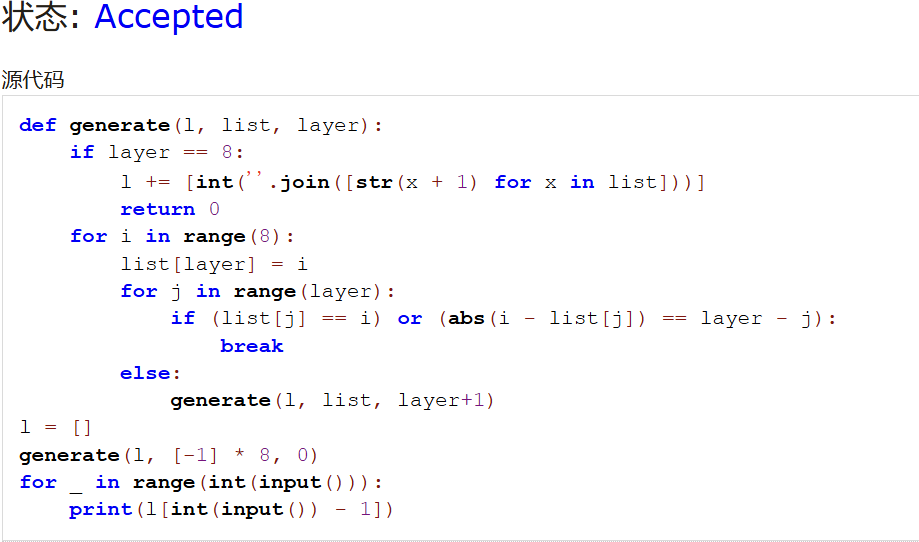 状态: Accepted
源代码
def generate(l, list, layer):
    if layer == 8:
        l += [int(''.join([str(x + 1) for x in list]))]
        return 0
    for i in range(8):
        list[layer] = i
        for j in range(layer):
            if (list[j] == i) or (abs(i - list[j]) == layer - j):
                break
        else:
            generate(l, list, layer+1)
l = []
generate(l, [-1] * 8, 0)
for _ in range(int(input())):
    print(l[int(input()) - 1])